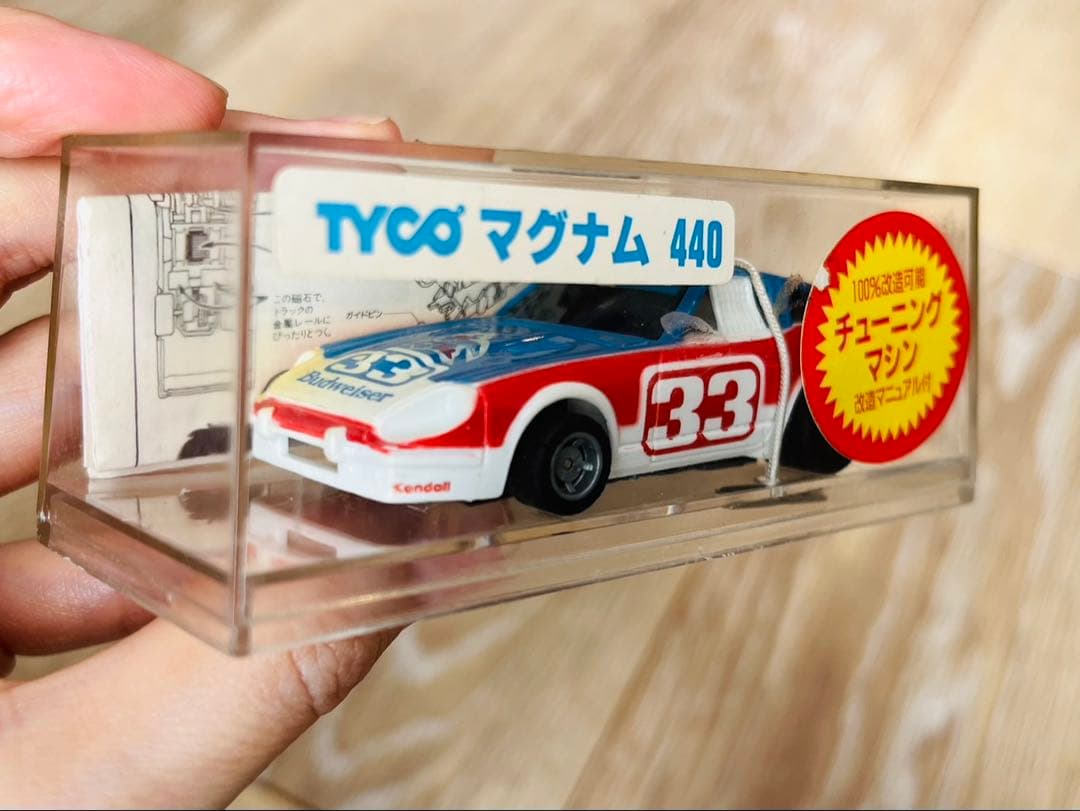 TYCO マグナム 440
この磁石で、
トラックの
金属レールに
ぴったりとつく。
ガイドピン
33
Budweiser
33
Kendall
100%改造可能
チューニング
マシン
改造マニュアル付